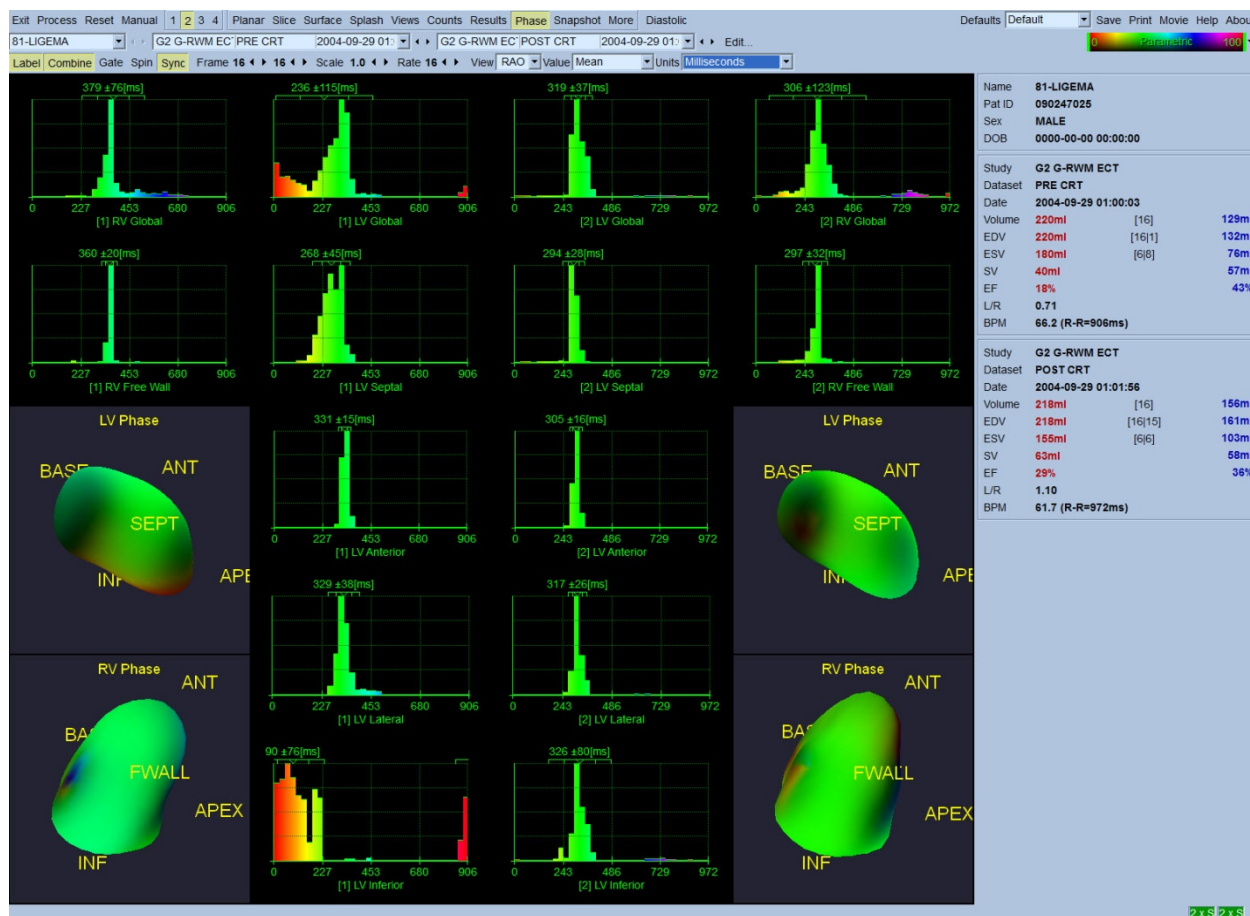 Exit Process Reset Manual 1 2 3 4 Planar Slice Surface Splash Views Counts Results Phase Snapshot More Diastolic Defaults Default Save Print Movie Help Abou
81-LIGEMA G2 G-RWM EC PRE CRT 2004-09-29 01: G2 G-RWM EC POST CRT 2004-09-29 01: Edit... 0 Parametric 100
Label Combine Gate Spin Sync Frame 16 16 Scale 1.0 Rate 16 View RAO Value Mean Units Milliseconds
379 ±76[ms] 236 ±115[ms] 319 ±37[ms] 306 ±123[ms]
0 227 453 680 906 0 227 453 680 906 0 243 486 729 972 0 243 486 729 972
[1] RV Global [1] LV Global [2] LV Global [2] RV Global
360 ±20[ms] 268 ±45[ms] 294 ±28[ms] 297 ±32[ms]
0 227 453 680 906 0 227 453 680 906 0 243 486 729 972 0 243 486 729 972
[1] RV Free Wall [1] LV Septal [2] LV Septal [2] RV Free Wall
LV Phase
BASE ANT
SEPT
INF APE
331 ±15[ms] 305 ±16[ms]
0 227 453 680 906 0 243 486 729 972
[1] LV Anterior [2] LV Anterior
LV Phase
BASE ANT
SEPT
INF APE
329 ±38[ms] 317 ±26[ms]
0 227 453 680 906 0 243 486 729 972
[1] LV Lateral [2] LV Lateral
RV Phase
ANT
BA
FWALL
APEX
INF
90 ±76[ms] 326 ±80[ms]
0 227 453 680 906 0 243 486 729 972
[1] LV Inferior [2] LV Inferior
RV Phase
ANT
BA
FWALL
APEX
INF
Name 81-LIGEMA
Pat ID 090247025
Sex MALE
DOB 0000-00-00 00:00:00
Study G2 G-RWM ECT
Dataset PRE CRT
Date 2004-09-29 01:00:03
Volume 220ml [16] 129m
EDV 220ml [16|1] 132m
ESV 180ml [6|8] 76m
SV 40ml 57m
EF 18% 43%
L/R 0.71
BPM 66.2 (R-R=906ms)
Study G2 G-RWM ECT
Dataset POST CRT
Date 2004-09-29 01:01:56
Volume 218ml [16] 156m
EDV 218ml [16|15] 161m
ESV 155ml [6|6] 103m
SV 63ml 58m
EF 29% 36%
L/R 1.10
BPM 61.7 (R-R=972ms)
2 x S 2 x S